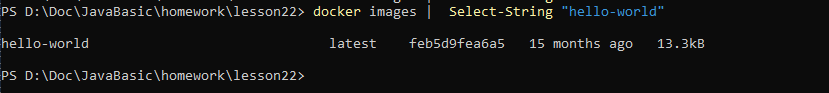 PS D:\Doc\JavaBasic\homework\lesson22> docker images |  Select-String "hello-world"
hello-world                              latest    feb5d9fea6a5   15 months ago   13.3kB
PS D:\Doc\JavaBasic\homework\lesson22>